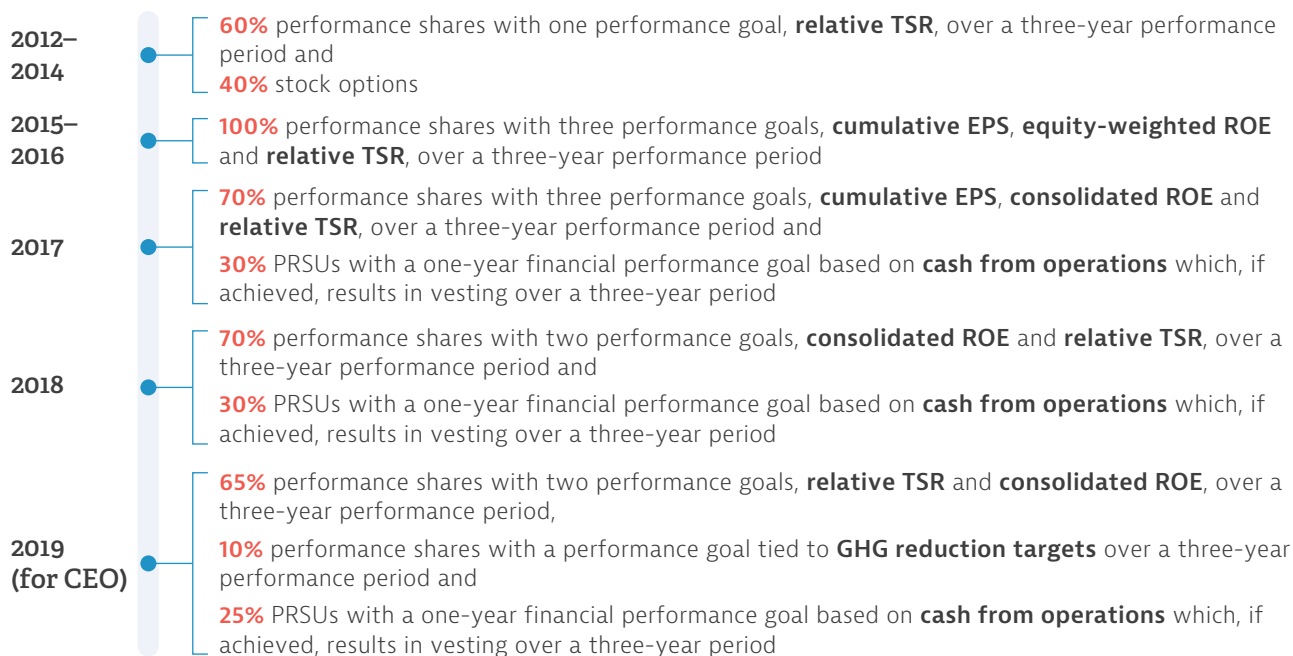 2012–
2014
60% performance shares with one performance goal, relative TSR, over a three-year performance
period and
40% stock options
2015–
2016
100% performance shares with three performance goals, cumulative EPS, equity-weighted ROE
and relative TSR, over a three-year performance period
2017
70% performance shares with three performance goals, cumulative EPS, consolidated ROE and
relative TSR, over a three-year performance period and
30% PRSUs with a one-year financial performance goal based on cash from operations which, if
achieved, results in vesting over a three-year period
2018
70% performance shares with two performance goals, consolidated ROE and relative TSR, over a
three-year performance period and
30% PRSUs with a one-year financial performance goal based on cash from operations which, if
achieved, results in vesting over a three-year period
2019
(for CEO)
65% performance shares with two performance goals, relative TSR and consolidated ROE, over a
three-year performance period,
10% performance shares with a performance goal tied to GHG reduction targets over a three-year
performance period and
25% PRSUs with a one-year financial performance goal based on cash from operations which, if
achieved, results in vesting over a three-year period